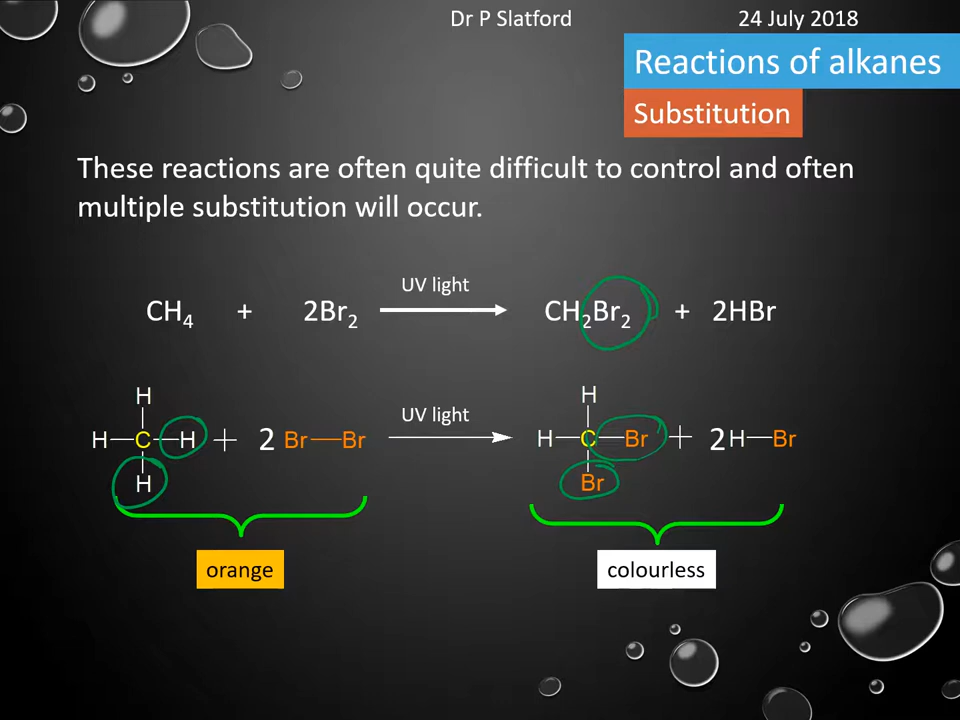 Dr P Slatford 24 July 2018
Reactions of alkanes
Substitution
These reactions are often quite difficult to control and often
multiple substitution will occur.
UV light
CH₄ + 2Br₂ CH₂Br₂ + 2HBr
H H
UV light
H C H + 2 Br Br H C Br + 2 H Br
H Br
orange colourless